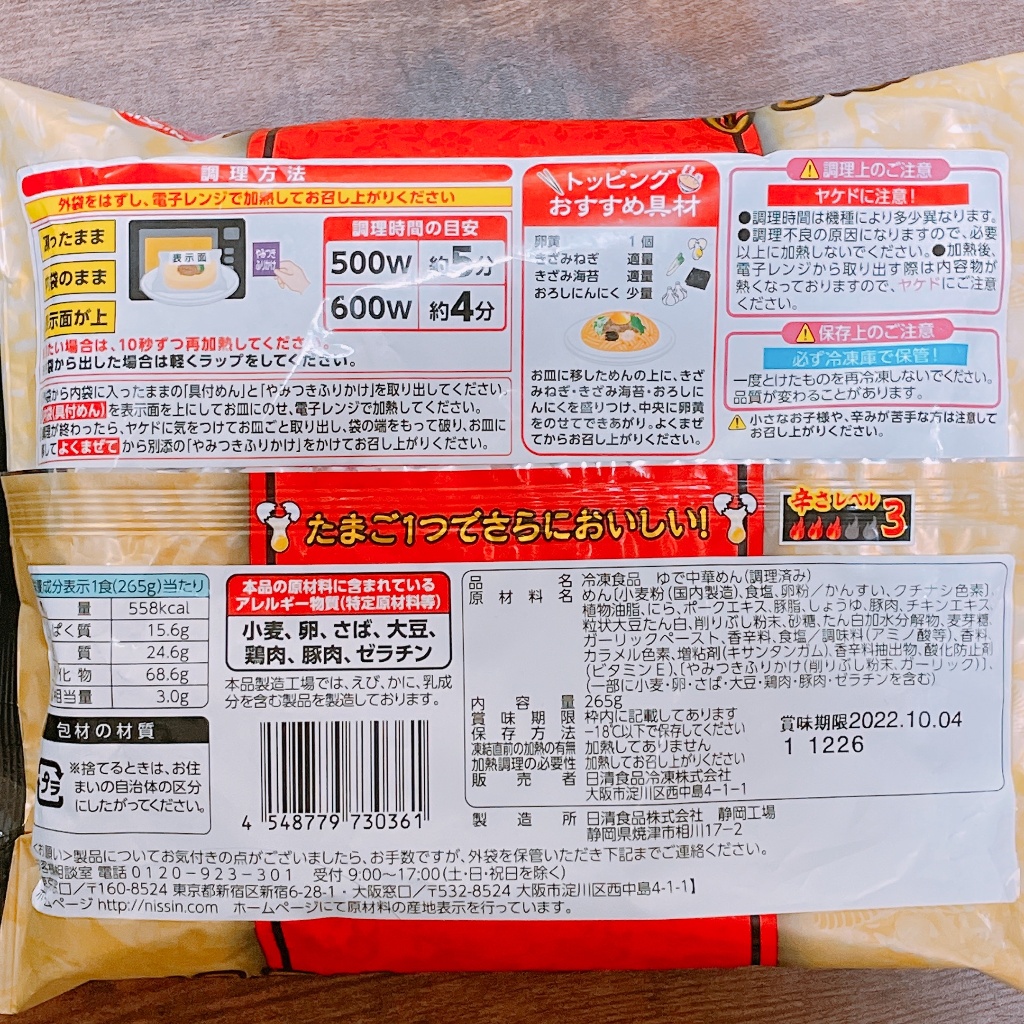 調理方法
外袋をはずし、電子レンジで加熱してお召し上がりください
ったまま
袋のまま
示面が上
表示面
やみつき
ふりかけ
調理時間の目安
500W 約5分
600W 約4分
たい場合は、10秒ずつ再加熱してください。
袋から出した場合は軽くラップをしてください。
から内袋に入ったままの「具付めん」と「やみつきふりかけ」を取り出してください。
(具付めん)を表示面を上にしてお皿にのせ、電子レンジで加熱してください。
が終わったら、ヤケドに気をつけてお皿ごと取り出し、袋の端をもって破り、お皿に
してよくまぜてから別添の「やみつきふりかけ」をかけてお召し上がりください。
トッピング
おすすめ具材
卵黄 1個
きざみねぎ 適量
きざみ海苔 適量
おろしにんにく 少量
お皿に移しためんの上に、きざ
みねぎ・きざみ海苔・おろしに
んにくを盛りつけ、中央に卵黄
をのせてできあがり。よくまぜ
てからお召し上がりください。
調理上のご注意
ヤケドに注意!
●調理時間は機種により多少異なります。
●調理不良の原因になりますので、必要
以上に加熱しないでください。●加熱後、
電子レンジから取り出す際は内容物が
熱くなっておりますので、ヤケドにご注意
ください。
保存上のご注意
必ず冷凍庫で保管!
一度とけたものを再冷凍しないでください。
品質が変わることがあります。
小さなお子様や、辛みが苦手な方は注意して
お召し上がりください。
たまご1つでさらにおいしい!
辛さレベル
3
成分表示1食(265g)当たり
量 558kcal
ぱく質 15.6g
質 24.6g
化物 68.6g
相当量 3.0g
包材の材質
プラ
※捨てるときは、お住
まいの自治体の区分
にしたがってください。
本品の原材料に含まれている
アレルギー物質(特定原材料等)
小麦、卵、さば、大豆、
鶏肉、豚肉、ゼラチン
本品製造工場では、えび、かに、乳成
分を含む製品を製造しております。
4 548779 730361
品名 冷凍食品 ゆで中華めん(調理済み)
原材料名 めん〔小麦粉(国内製造)、食塩、卵粉/かんすい、クチナシ色素〕、
植物油脂、にら、ポークエキス、豚脂、しょうゆ、豚肉、チキンエキス、
粒状大豆たん白、削りぶし粉末、砂糖、たん白加水分解物、麦芽糖、
ガーリックペースト、香辛料、食塩/調味料(アミノ酸等)、香料、
カラメル色素、増粘剤(キサンタンガム)、香辛料抽出物、酸化防止剤
(ビタミンE)、〔やみつきふりかけ(削りぶし粉末、ガーリック)〕、
(一部に小麦・卵・さば・大豆・鶏肉・豚肉・ゼラチンを含む)
内容量 265g
賞味期限 枠内に記載してあります
保存方法 -18℃以下で保存してください
凍結直前の加熱の有無 加熱してありません
加熱調理の必要性 加熱してお召し上がりください
販売者 日清食品冷凍株式会社
大阪市淀川区西中島4-1-1
賞味期限2022.10.04
1 1226
製造所 日清食品株式会社 静岡工場
静岡県焼津市相川17-2
願い>製品についてお気付きの点がございましたら、お手数ですが、外袋を保管いただき下記までご連絡ください。
相談室 電話 0120-923-301 受付 9:00〜17:00(土・日・祝日を除く)
窓口/〒160-8524 東京都新宿区新宿6-28-1・大阪窓口/〒532-8524 大阪市淀川区西中島4-1-1】
ムページ http://nissin.com ホームページにて原材料の産地表示を行っています。